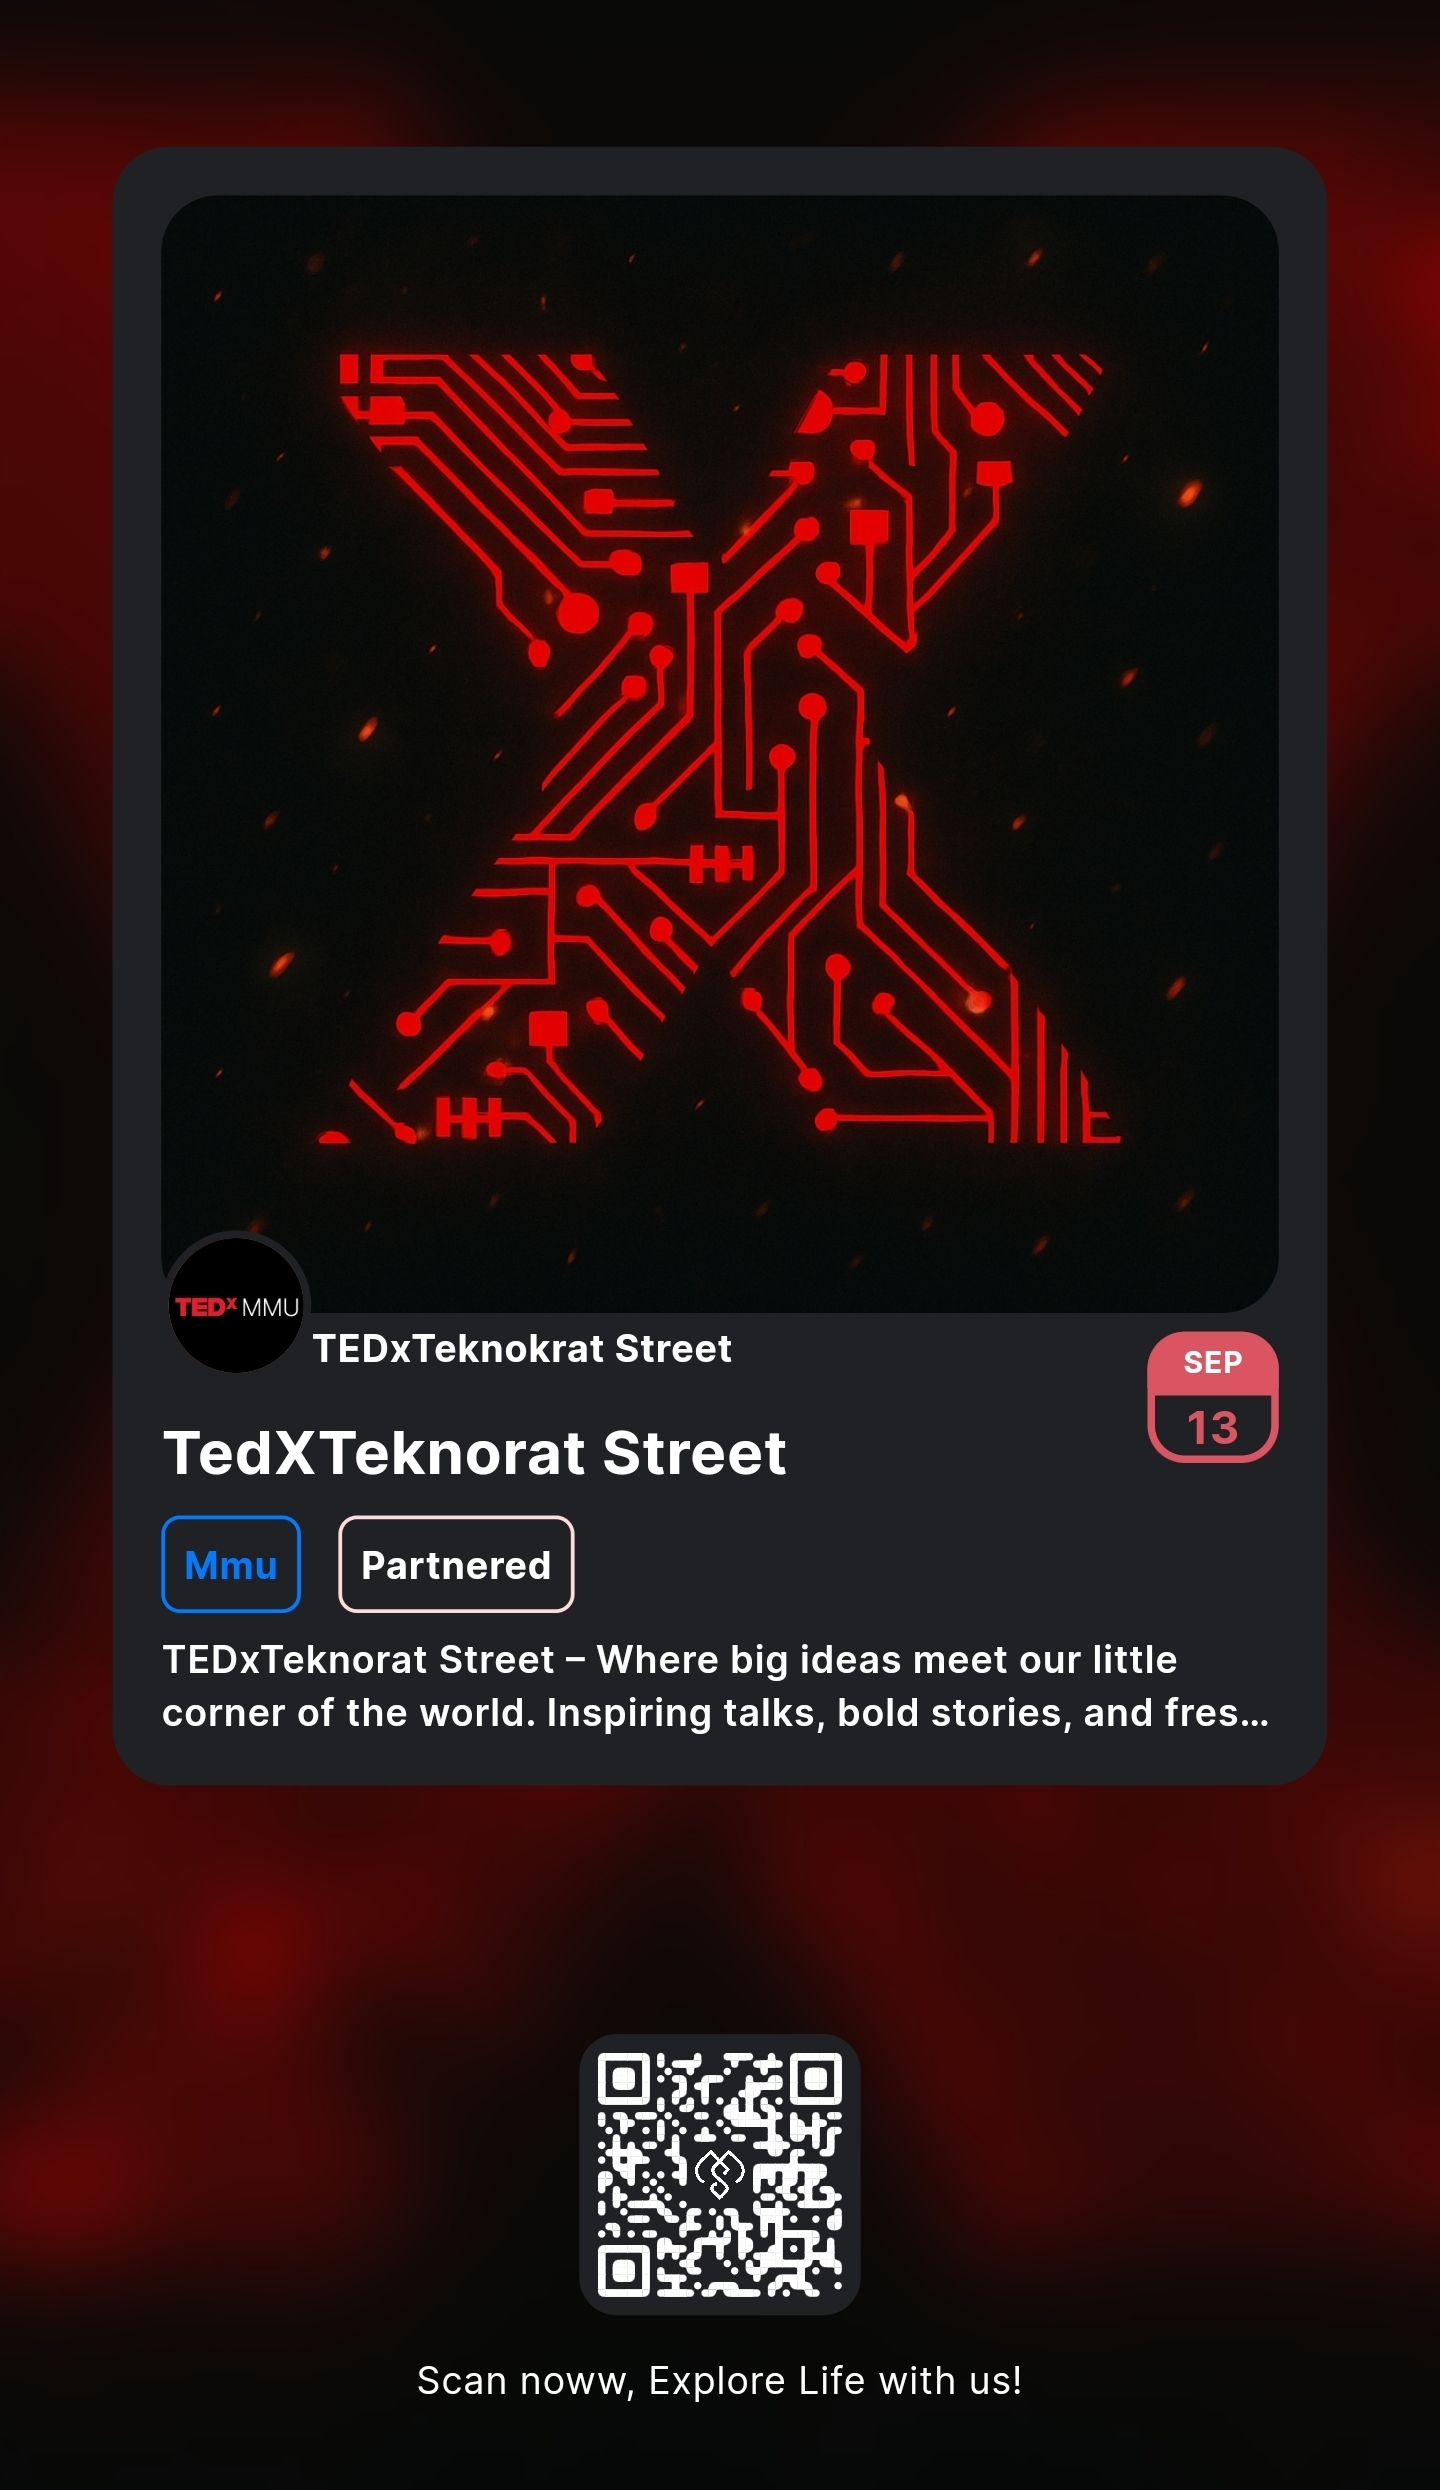 TEDx MMU
TEDxTeknokrat Street
SEP
13
TedXTeknorat Street
Mmu
Partnered
TEDxTeknorat Street – Where big ideas meet our little
corner of the world. Inspiring talks, bold stories, and fres...
Scan noww, Explore Life with us!